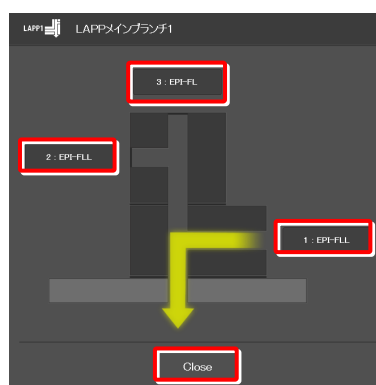 LAPP1 LAPPメインブランチ1
3 : EPI-FL
2 : EPI-FLL
1 : EPI-FLL
Close